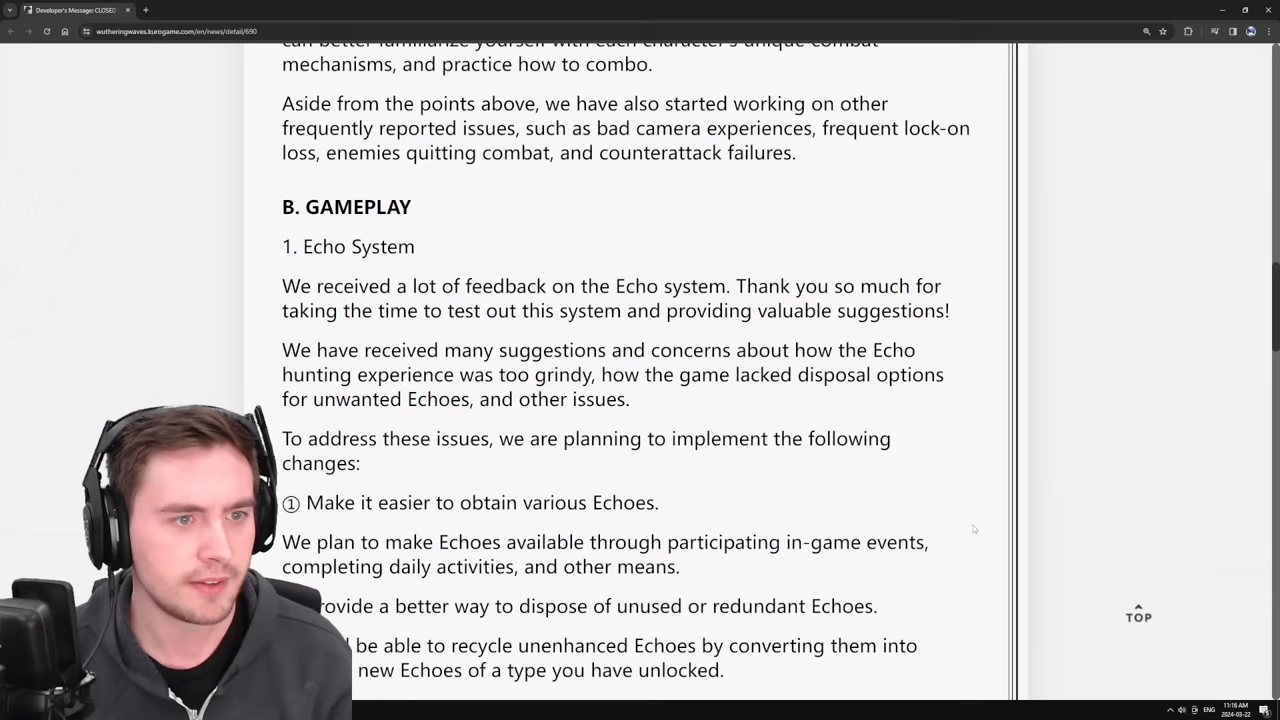 Developer's Message: CLOSED
wutheringwaves.kurogame.com/en/news/detail/690
can better familiarize yourself with each character's unique combat
mechanisms, and practice how to combo.
Aside from the points above, we have also started working on other
frequently reported issues, such as bad camera experiences, frequent lock-on
loss, enemies quitting combat, and counterattack failures.
B. GAMEPLAY
1. Echo System
We received a lot of feedback on the Echo system. Thank you so much for
taking the time to test out this system and providing valuable suggestions!
We have received many suggestions and concerns about how the Echo
hunting experience was too grindy, how the game lacked disposal options
for unwanted Echoes, and other issues.
To address these issues, we are planning to implement the following
changes:
① Make it easier to obtain various Echoes.
We plan to make Echoes available through participating in-game events,
completing daily activities, and other means.
rovide a better way to dispose of unused or redundant Echoes.
be able to recycle unenhanced Echoes by converting them into
new Echoes of a type you have unlocked.
TOP
ENG
11:16 AM
2024-03-22